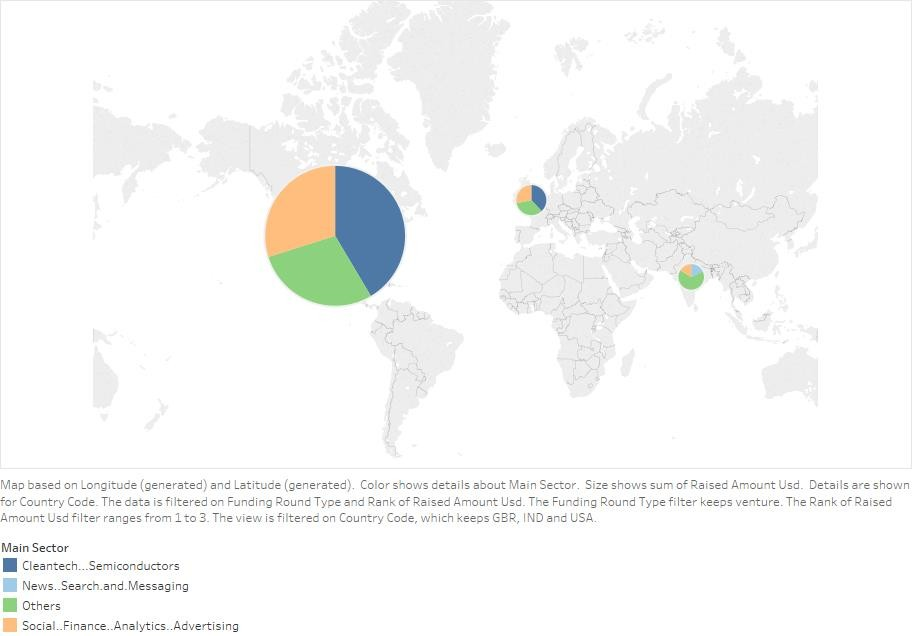 Map based on Longitude (generated) and Latitude (generated). Color shows details about Main Sector. Size shows sum of Raised Amount Usd. Details are shown
for Country Code. The data is filtered on Funding Round Type and Rank of Raised Amount Usd. The Funding Round Type filter keeps venture. The Rank of Raised
Amount Usd filter ranges from 1 to 3. The view is filtered on Country Code, which keeps GBR, IND and USA.
Main Sector
Cleantech...Semiconductors
News..Search.and.Messaging
Others
Social..Finance..Analytics..Advertising